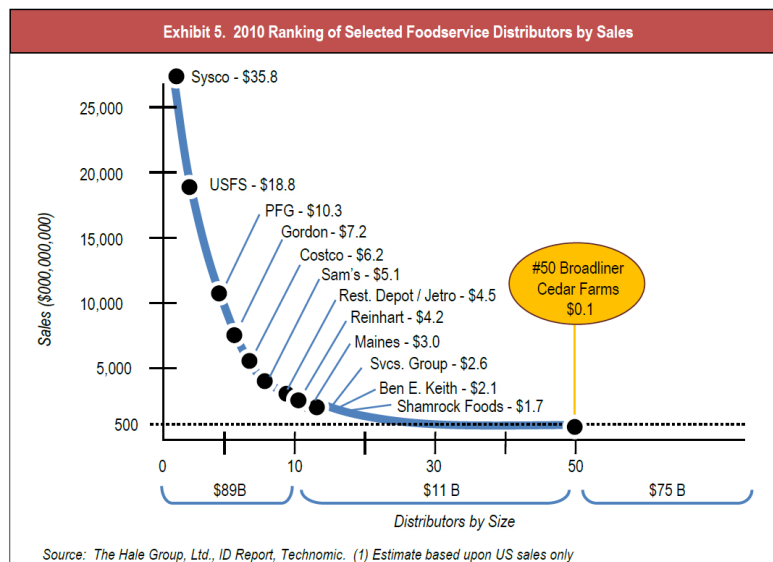 Exhibit 5. 2010 Ranking of Selected Foodservice Distributors by Sales
Sysco - $35.8
25,000
20,000
USFS - $18.8
PFG - $10.3
Gordon - $7.2
15,000
Costco - $6.2
Sam's - $5.1
#50 Broadliner
Cedar Farms
$0.1
Rest. Depot / Jetro - $4.5
10,000
Reinhart - $4.2
Maines - $3.0
Svcs. Group - $2.6
5,000
Ben E. Keith - $2.1
Shamrock Foods - $1.7
500
Sales ($000,000,000)
0
10
30
50
$89B
$11 B
$75 B
Distributors by Size
Source: The Hale Group, Ltd., ID Report, Technomic. (1) Estimate based upon US sales only